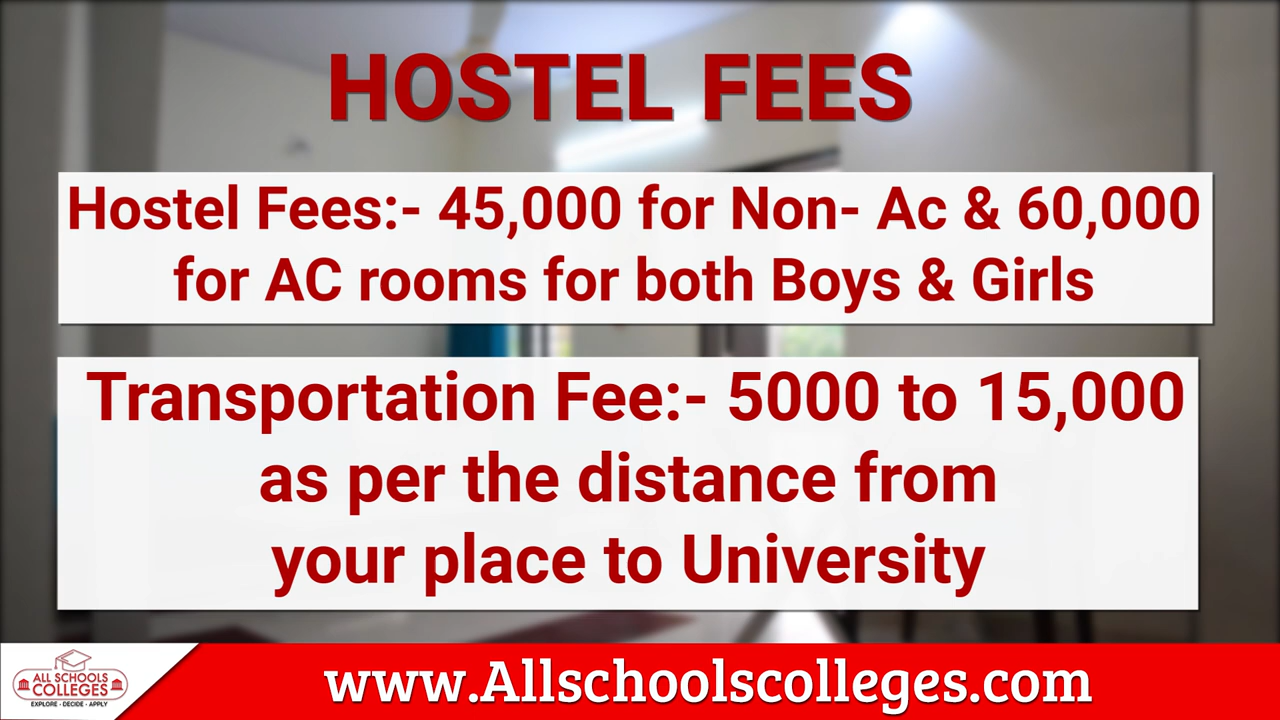 HOSTEL FEES
Hostel Fees:- 45,000 for Non- Ac & 60,000
for AC rooms for both Boys & Girls
Transportation Fee:- 5000 to 15,000
as per the distance from
your place to University
ALL SCHOOLS
COLLEGES
EXPLORE - DECIDE - APPLY
www.Allschoolscolleges.com